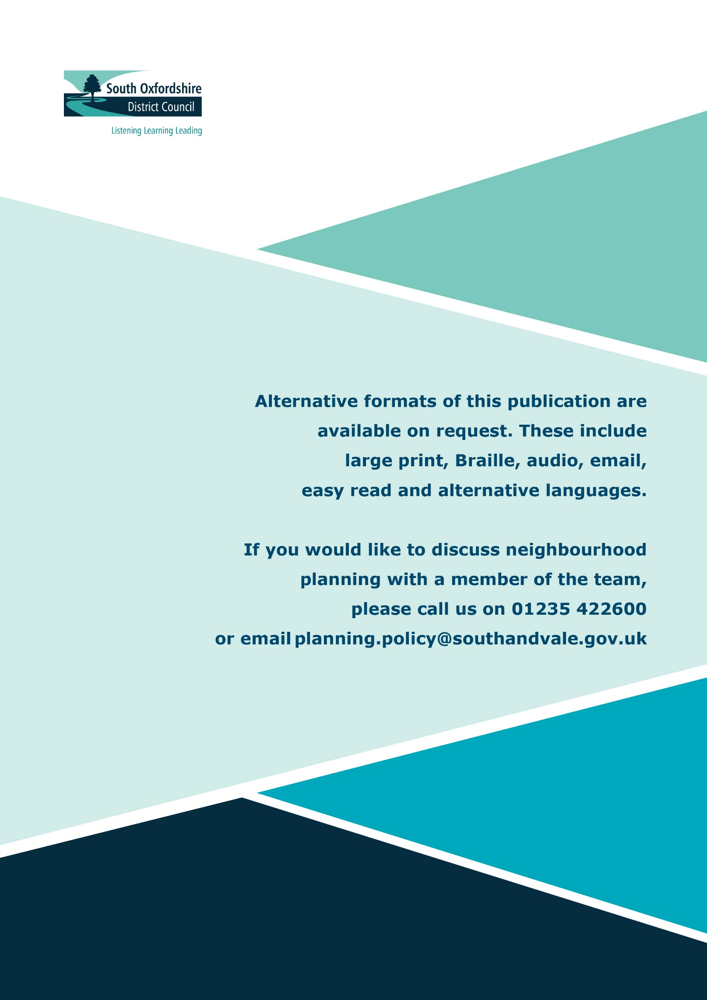 South Oxfordshire
District Council
Listening Learning Leading
Alternative formats of this publication are
available on request. These include
large print, Braille, audio, email,
easy read and alternative languages.
If you would like to discuss neighbourhood
planning with a member of the team,
please call us on 01235 422600
or email planning.policy@southandvale.gov.uk